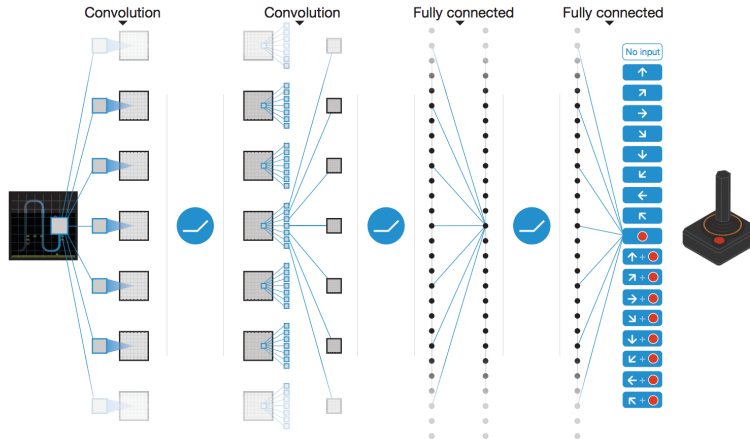 Convolution
Convolution
Fully connected
Fully connected
No input
+
+
+
+
+
+
+
+